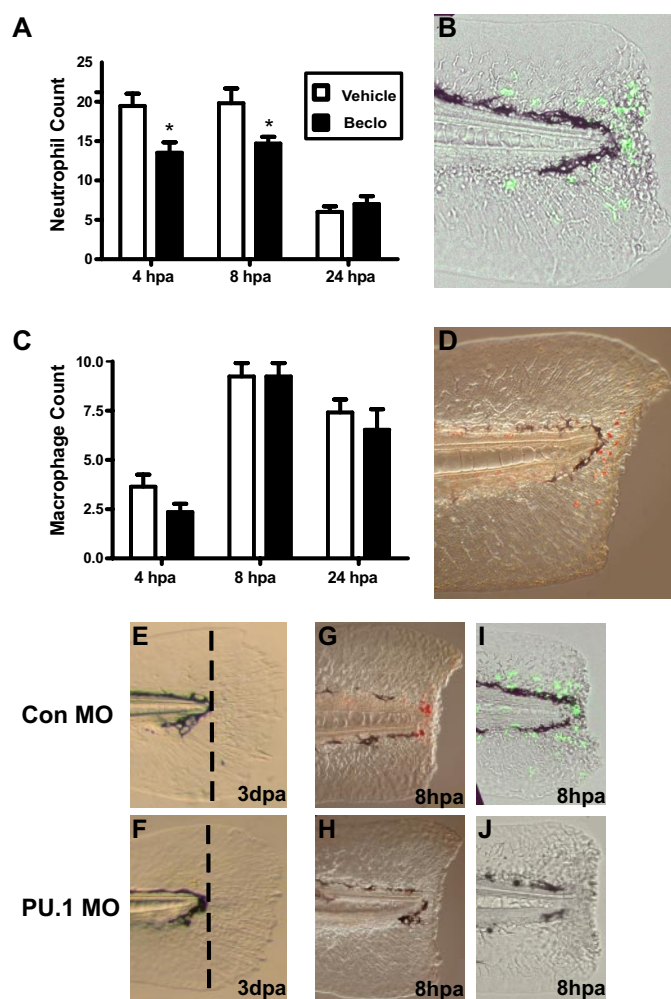 A
Neutrophil Count
25
20
15
10
5
0
* *
Vehicle
Beclo
4 hpa 8 hpa 24 hpa
B
C
Macrophage Count
10.0
7.5
5.0
2.5
0.0
4 hpa 8 hpa 24 hpa
D
Con MO
E
3dpa
G
8hpa
I
8hpa
PU.1 MO
F
3dpa
H
8hpa
J
8hpa